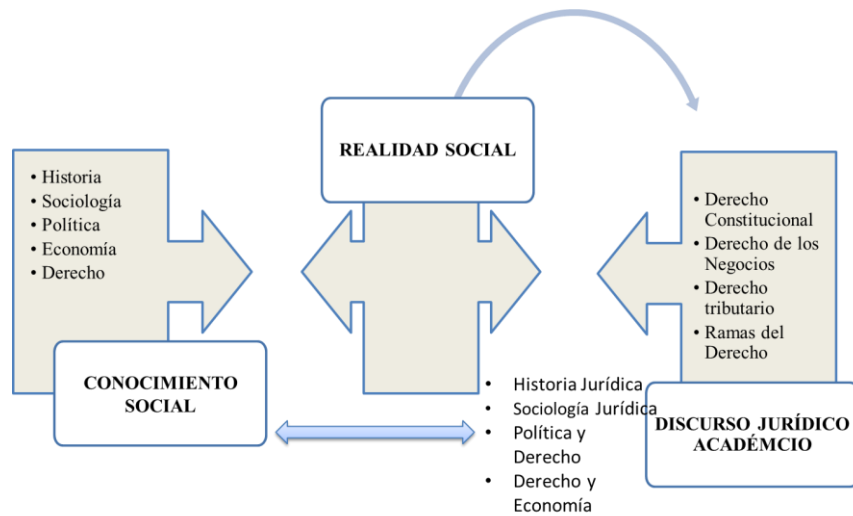 REALIDAD SOCIAL
• Historia
• Sociología
• Política
• Economía
• Derecho
CONOCIMIENTO
SOCIAL
• Derecho
Constitucional
• Derecho de los
Negocios
• Derecho
tributario
• Ramas del
Derecho
DISCURSO JURÍDICO
ACADÉMCIO
• Historia Jurídica
• Sociología Jurídica
• Política y
Derecho
• Derecho y
Economía